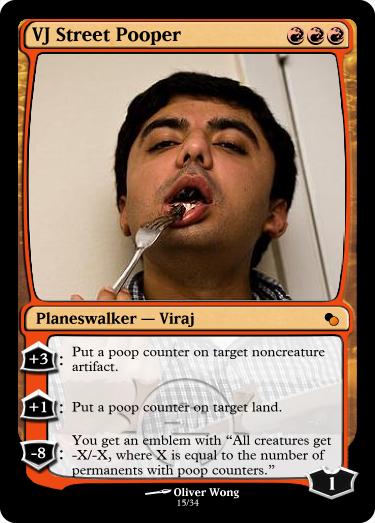 VJ Street Pooper
Planeswalker — Viraj
+3: Put a poop counter on target noncreature
artifact.
+1: Put a poop counter on target land.
-8: You get an emblem with “All creatures get
-X/-X, where X is equal to the number of
permanents with poop counters.”
1
Oliver Wong
15/34